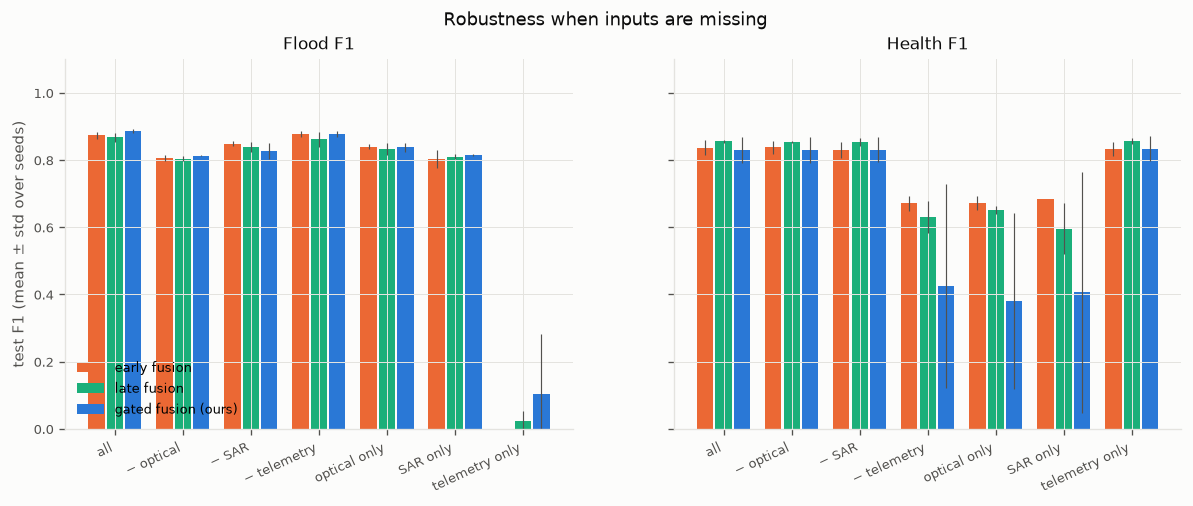 Robustness when inputs are missing
Flood F1
test F1 (mean ± std over seeds)
1.0
0.8
0.6
0.4
0.2
0.0
early fusion
late fusion
gated fusion (ours)
all
− optical
− SAR
− telemetry
optical only
SAR only
telemetry only
Health F1
all
− optical
− SAR
− telemetry
optical only
SAR only
telemetry only